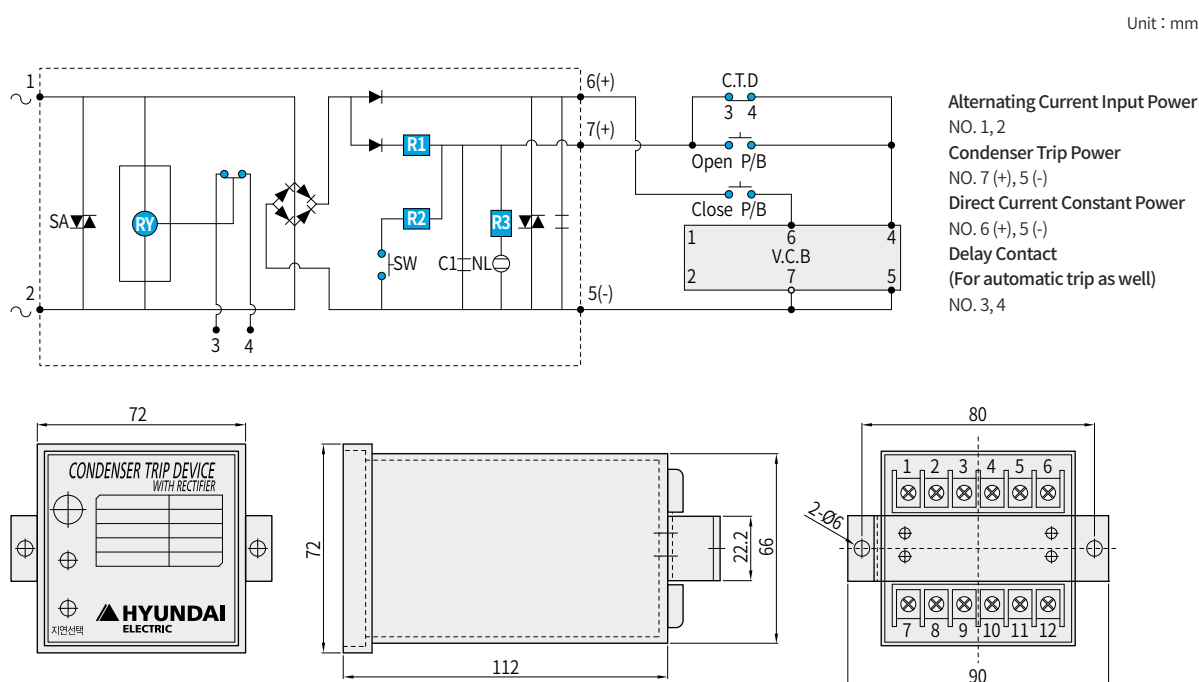 Unit : mm
1
2
SA
RY
3 4
R1
R2
SW
C1
NL
R3
6(+)
7(+)
5(-)
C.T.D
3 4
Open P/B
Close P/B
1 6 4
V.C.B
2 7 5
Alternating Current Input Power
NO. 1, 2
Condenser Trip Power
NO. 7 (+), 5 (-)
Direct Current Constant Power
NO. 6 (+), 5 (-)
Delay Contact
(For automatic trip as well)
NO. 3, 4
72
CONDENSER TRIP DEVICE
WITH RECTIFIER
지연선택
HYUNDAI
ELECTRIC
72
112
22.2
66
80
1 2 3 4 5 6
2-Ø6
7 8 9 10 11 12
90